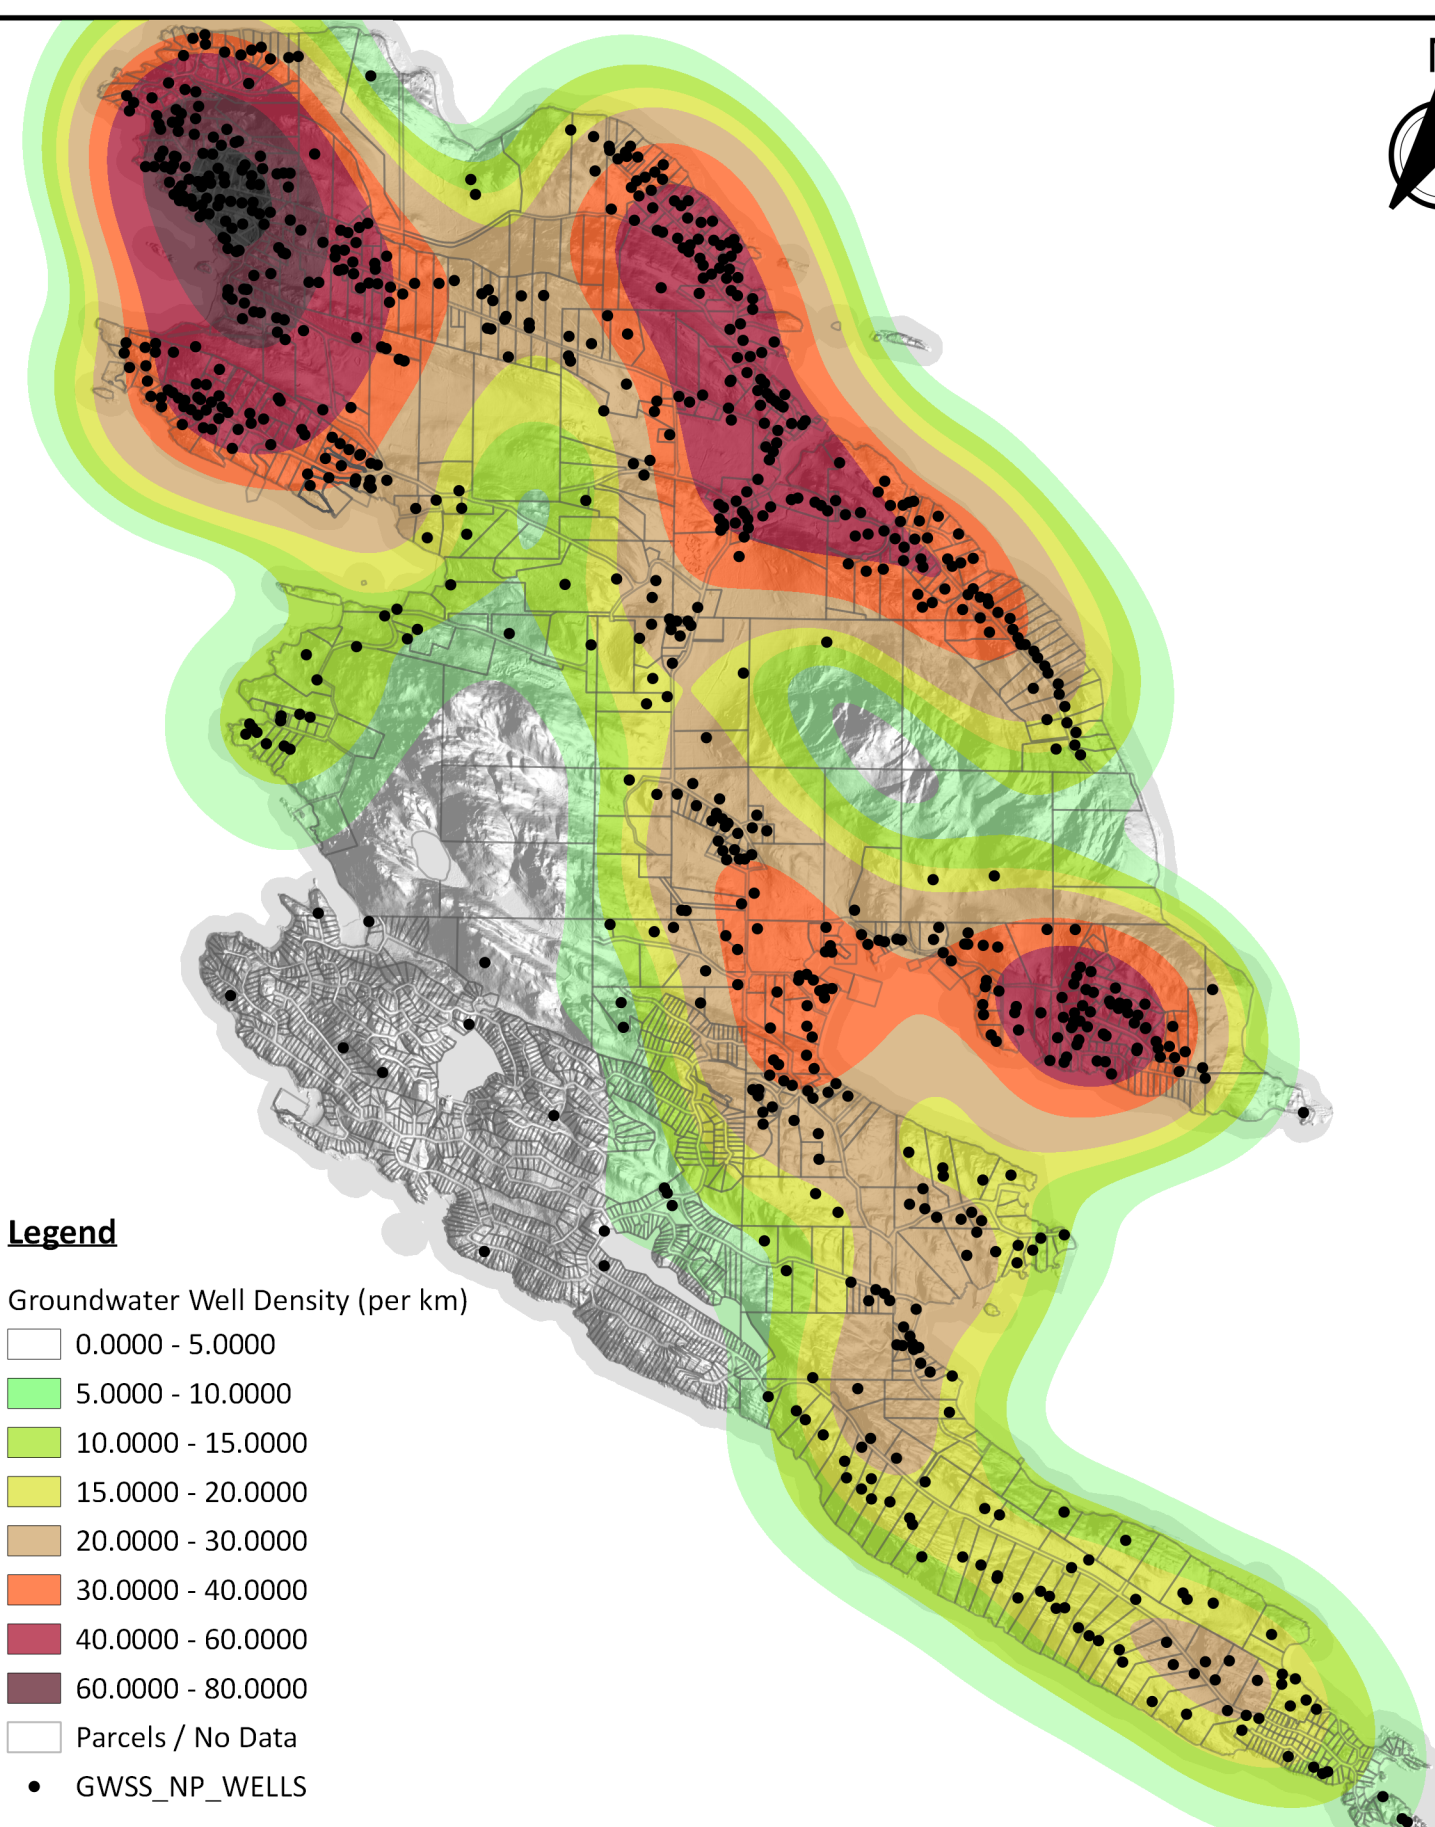 Legend
Groundwater Well Density (per km)
0.0000 - 5.0000
5.0000 - 10.0000
10.0000 - 15.0000
15.0000 - 20.0000
20.0000 - 30.0000
30.0000 - 40.0000
40.0000 - 60.0000
60.0000 - 80.0000
Parcels / No Data
GWSS_NP_WELLS